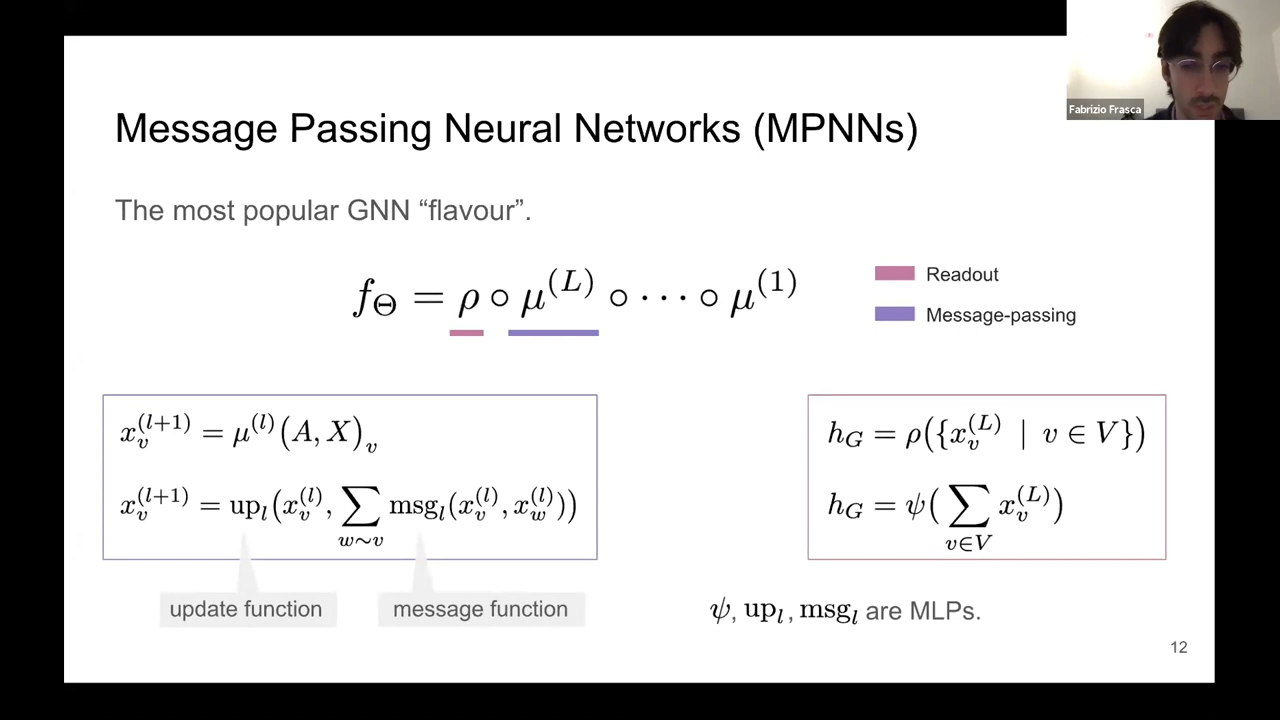 Fabrizio Frasca
Message Passing Neural Networks (MPNNs)
The most popular GNN “flavour”.
f_Θ = ρ ∘ μ^(L) ∘ ⋯ ∘ μ^(1)
Readout
Message-passing
x_v^(l+1) = μ^(l)(A, X)_v
x_v^(l+1) = up_l(x_v^(l), ∑_{w∼v} msg_l(x_v^(l), x_w^(l)))
update function
message function
h_G = ρ({x_v^(L) | v ∈ V})
h_G = ψ(∑_{v∈V} x_v^(L))
ψ, up_l, msg_l are MLPs.
12